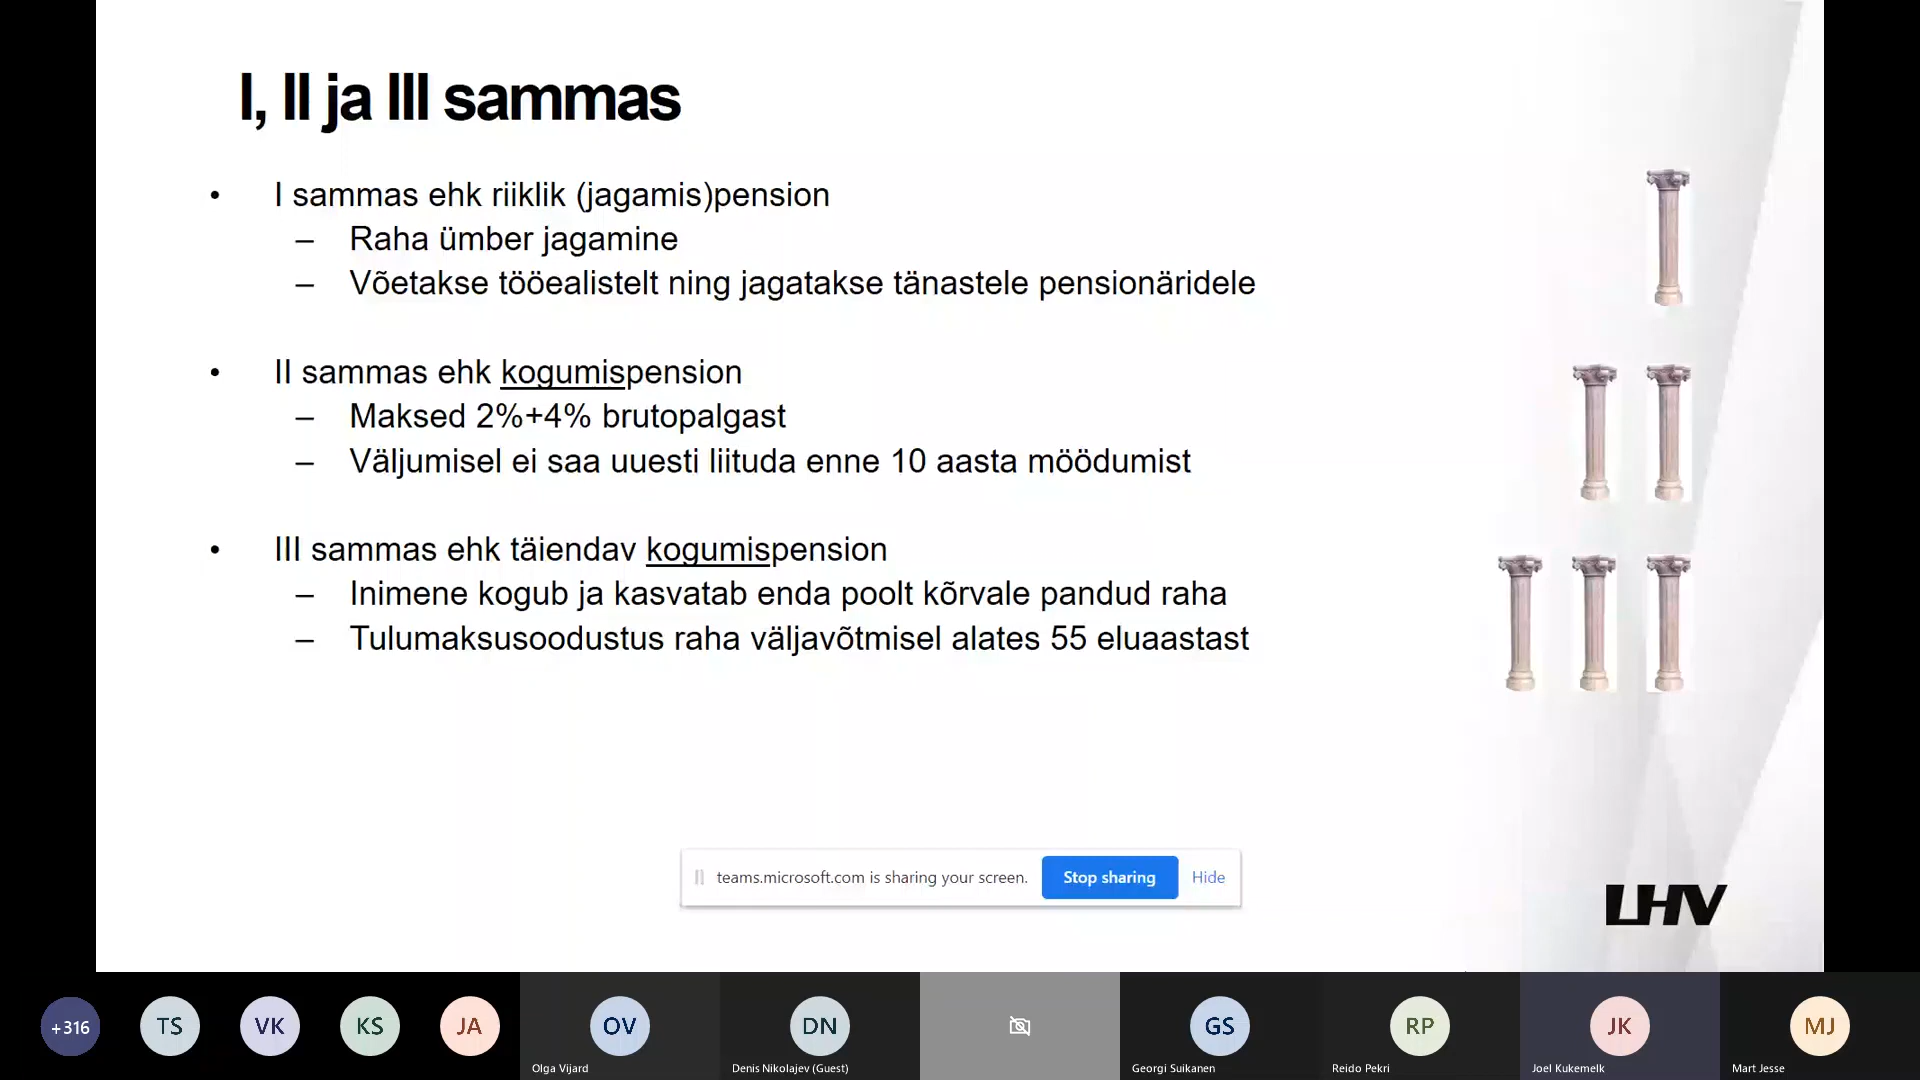 I, II ja III sammas
• I sammas ehk riiklik (jagamis)pension
– Raha ümber jagamine
– Võetakse tööealistelt ning jagatakse tänastele pensionäridele
• II sammas ehk kogumispension
– Maksed 2%+4% brutopalgast
– Väljumisel ei saa uuesti liituda enne 10 aasta möödumist
• III sammas ehk täiendav kogumispension
– Inimene kogub ja kasvatab enda poolt kõrvale pandud raha
– Tulumaksusoodustus raha väljavõtmisel alates 55 eluaastast
teams.microsoft.com is sharing your screen. Stop sharing Hide
LHV
+316 TS VK KS JA OV DN GS RP JK MJ
Olga Vijard Denis Nikolajev (Guest) Georgi Suikanen Reido Pekri Joel Kukemelk Mart Jesse